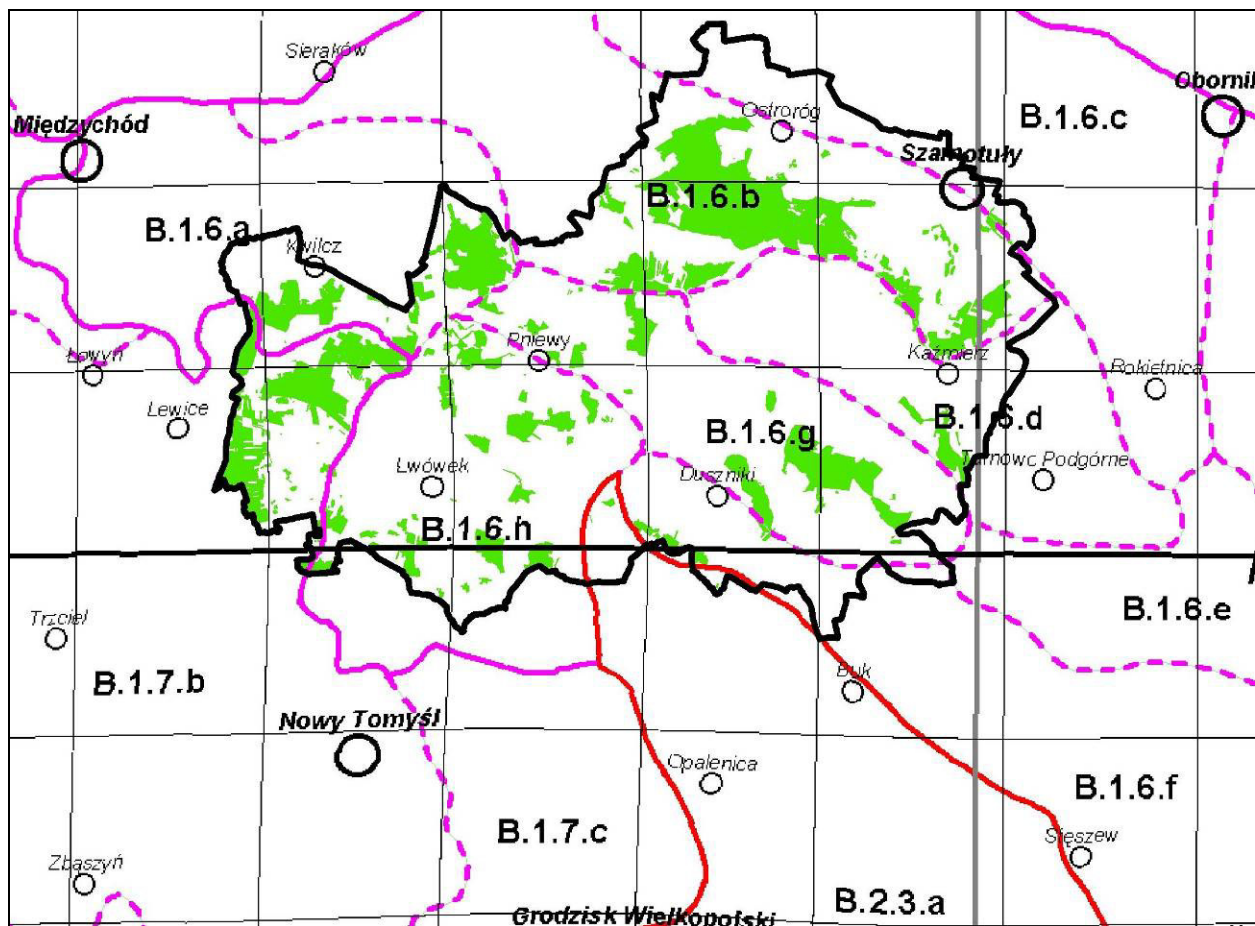 Sieraków
Obornik
Międzychód
Ostroróg
B.1.6.c
Szamotuły
B.1.6.b
B.1.6.a
Kwilcz
Pniewy
Kaźmierz
Łowyń
Rokietnica
Lewice
B.1.6.g
B.1.6.d
Tarnowo Podgórne
Lwówek
Duszniki
B.1.6.h
B.1.6.e
Trzciel
B.1.7.b
Buk
Nowy Tomyśl
Opalenica
B.1.6.f
B.1.7.c
Stęszew
Zbąszyń
B.2.3.a
Grodzisk Wielkopolski